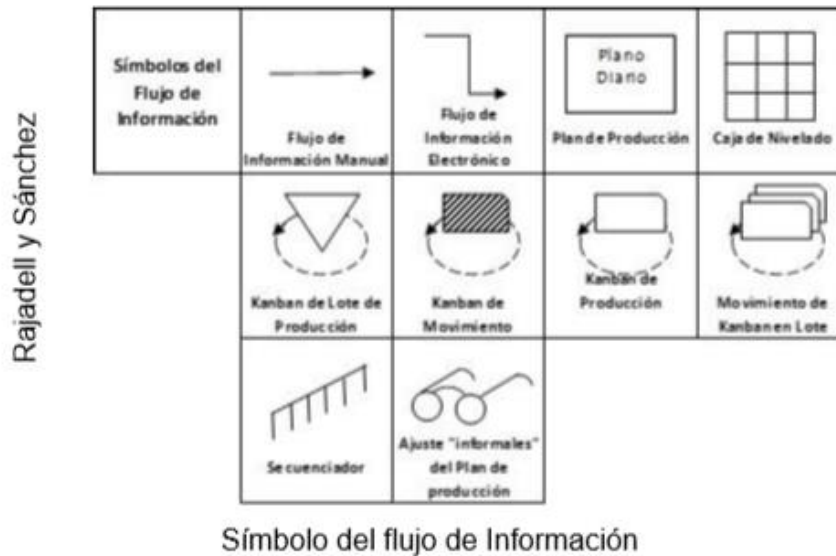 Rajadell y Sánchez
Símbolos del
Flujo de
Información
Flujo de
Información Manual
Flujo de
Información
Electrónico
Plano
Diario
Plan de Producción
Caja de Nivelado
Kanban de Lote de
Producción
Kanban de
Movimiento
Kanban de
Producción
Movimiento de
Kanban en Lote
Secuenciador
Ajuste "informales"
del Plan de
producción
Símbolo del flujo de Información